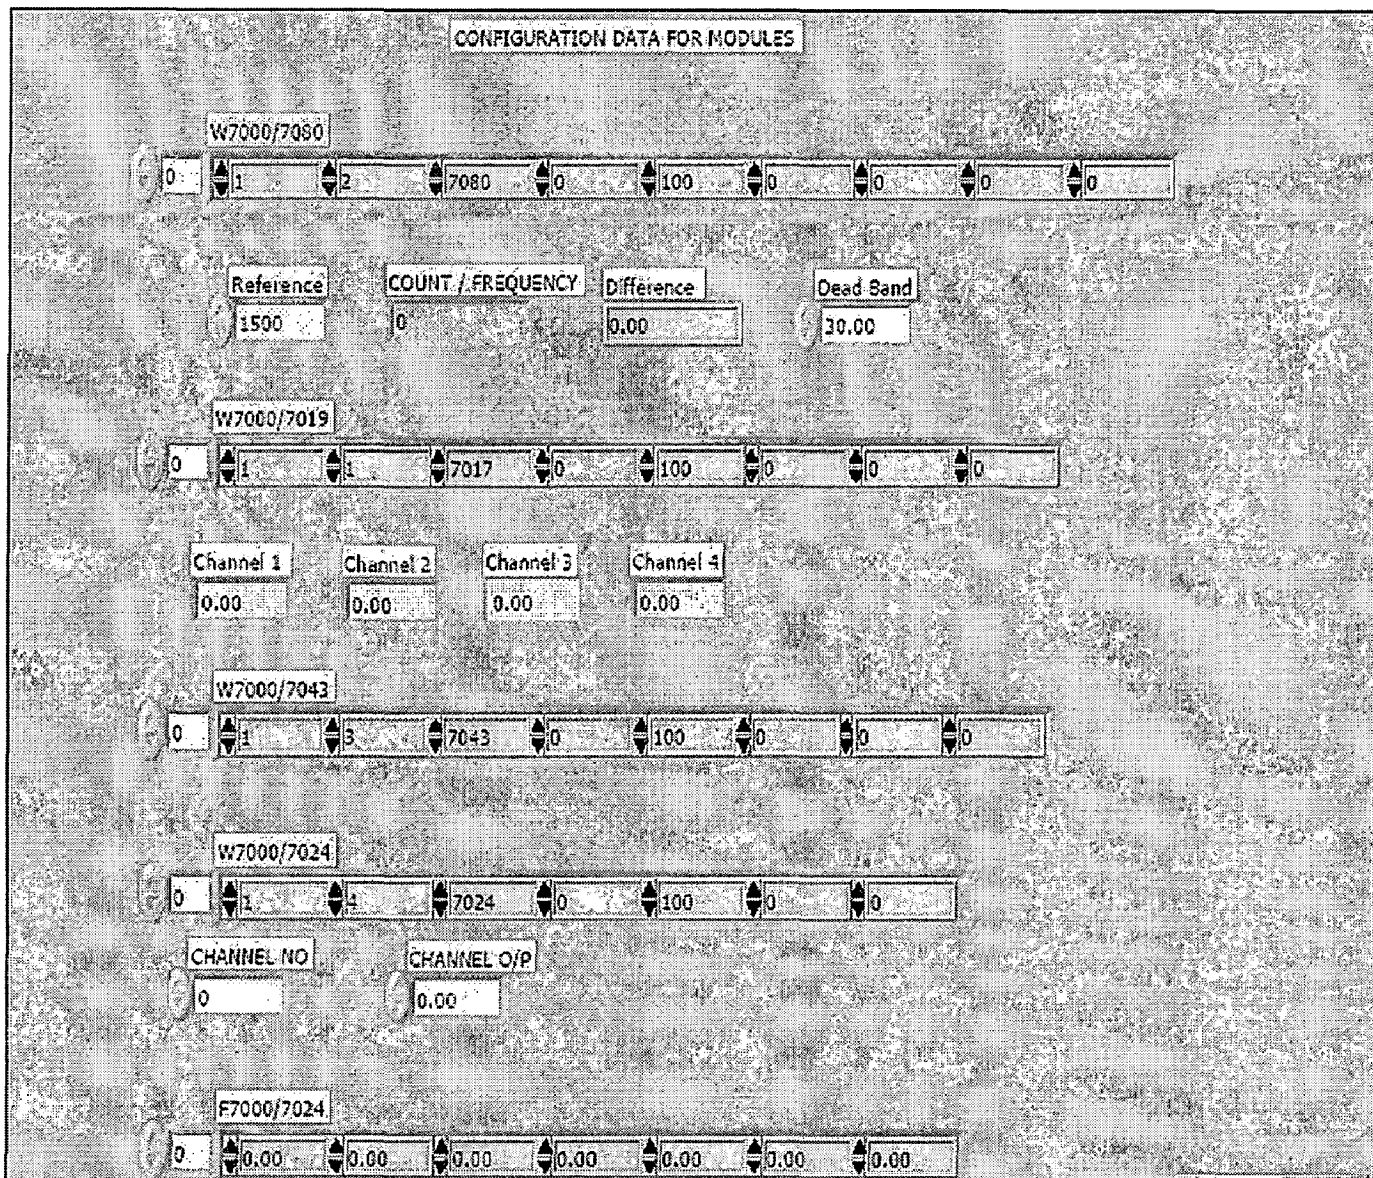 CONFIGURATION DATA FOR MODULES
W7000/7080
0 1 2 7080 0 100 0 0 0 0
Reference COUNT / FREQUENCY Difference Dead Band
1500 0 0.00 30.00
W7000/7019
0 1 1 7017 0 100 0 0 0
Channel 1 Channel 2 Channel 3 Channel 4
0.00 0.00 0.00 0.00
W7000/7043
0 1 3 7043 0 100 0 0 0
W7000/7024
0 1 4 7024 0 100 0 0
CHANNEL NO CHANNEL O/P
0 0.00
F7000/7024
0 0.00 0.00 0.00 0.00 0.00 0.00 0.00